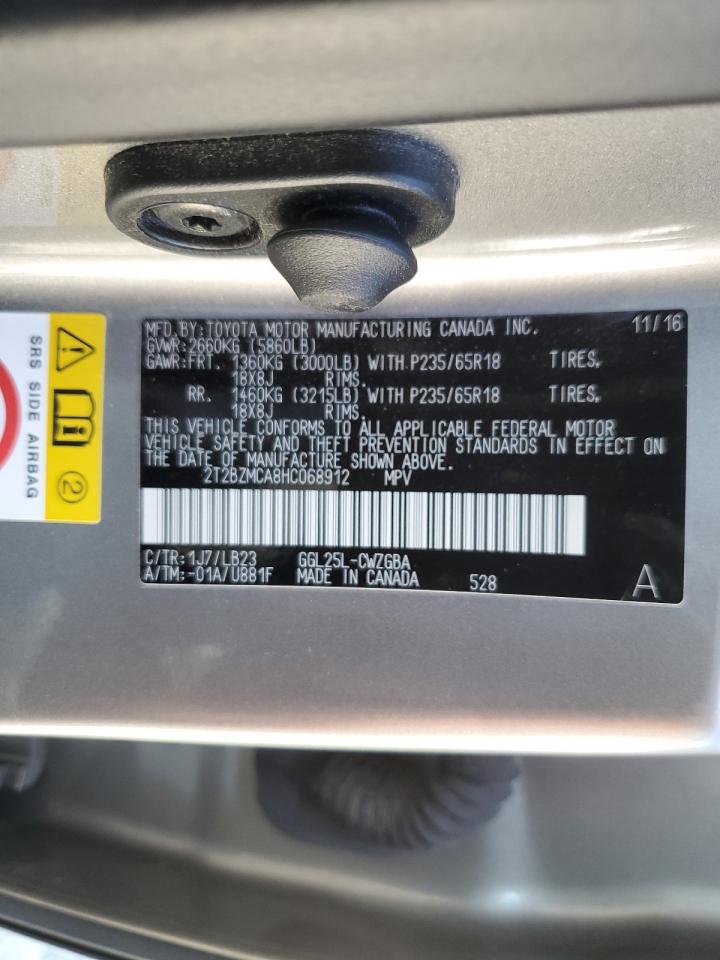 MFD. BY: TOYOTA MOTOR MANUFACTURING CANADA INC. 11/16
GVWR: 2660KG (5860LB)
GAWR: FRT. 1360KG (3000LB) WITH P235/65R18 TIRES,
18X8J RIMS.
RR. 1460KG (3215LB) WITH P235/65R18 TIRES,
18X8J RIMS.
THIS VEHICLE CONFORMS TO ALL APPLICABLE FEDERAL MOTOR
VEHICLE SAFETY AND THEFT PREVENTION STANDARDS IN EFFECT ON
THE DATE OF MANUFACTURE SHOWN ABOVE.
2T2BZMCA8HC068912 MPV
C/TR: 1J7/LB23 GGL25L-CWZGBA
A/TM: -01A/U881F MADE IN CANADA 528
A
SRS SIDE AIRBAG
2